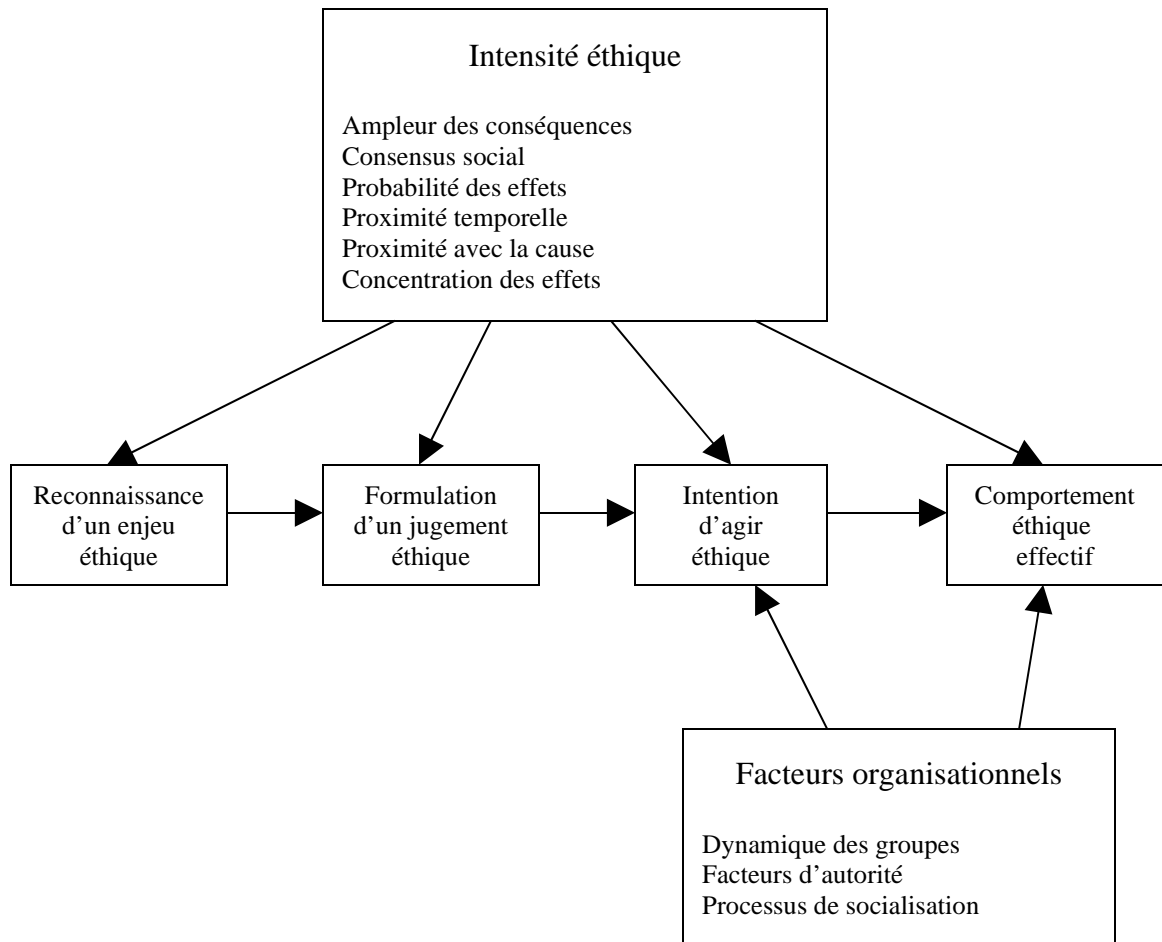 Intensité éthique
Ampleur des conséquences
Consensus social
Probabilité des effets
Proximité temporelle
Proximité avec la cause
Concentration des effets
Reconnaissance
d’un enjeu
éthique
Formulation
d’un jugement
éthique
Intention
d’agir
éthique
Comportement
éthique
effectif
Facteurs organisationnels
Dynamique des groupes
Facteurs d’autorité
Processus de socialisation